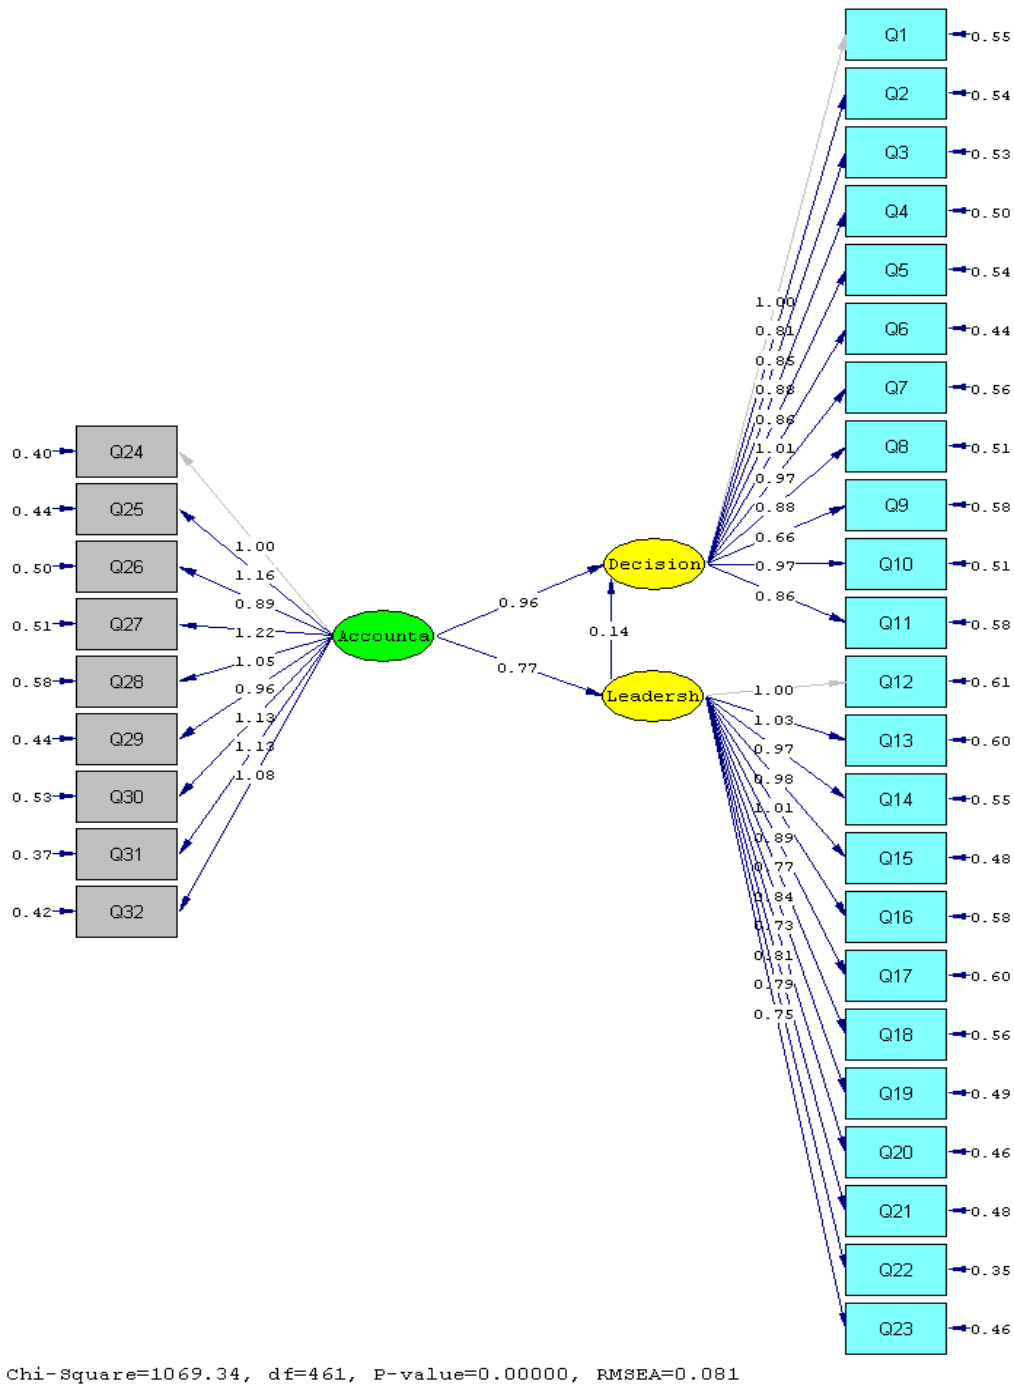 Q1
0.55
Q2
0.54
Q3
0.53
Q4
0.50
Q5
0.54
Q6
0.44
Q7
0.56
Q8
0.51
Q9
0.58
Q10
0.51
Q11
0.58
Q12
0.61
Q13
0.60
Q14
0.55
Q15
0.48
Q16
0.58
Q17
0.60
Q18
0.56
Q19
0.49
Q20
0.46
Q21
0.48
Q22
0.35
Q23
0.46
1.00
0.81
0.85
0.88
0.86
1.01
0.97
0.88
0.66
0.97
0.86
1.00
1.03
0.97
0.98
1.01
0.89
0.77
0.84
0.73
0.81
0.79
0.75
Decision
0.14
Leadersh
0.96
0.77
Accounta
1.00
1.16
0.89
1.22
1.05
0.96
1.13
1.13
1.08
0.40 Q24
0.44 Q25
0.50 Q26
0.51 Q27
0.58 Q28
0.44 Q29
0.53 Q30
0.37 Q31
0.42 Q32
Chi-Square=1069.34, df=461, P-value=0.00000, RMSEA=0.081